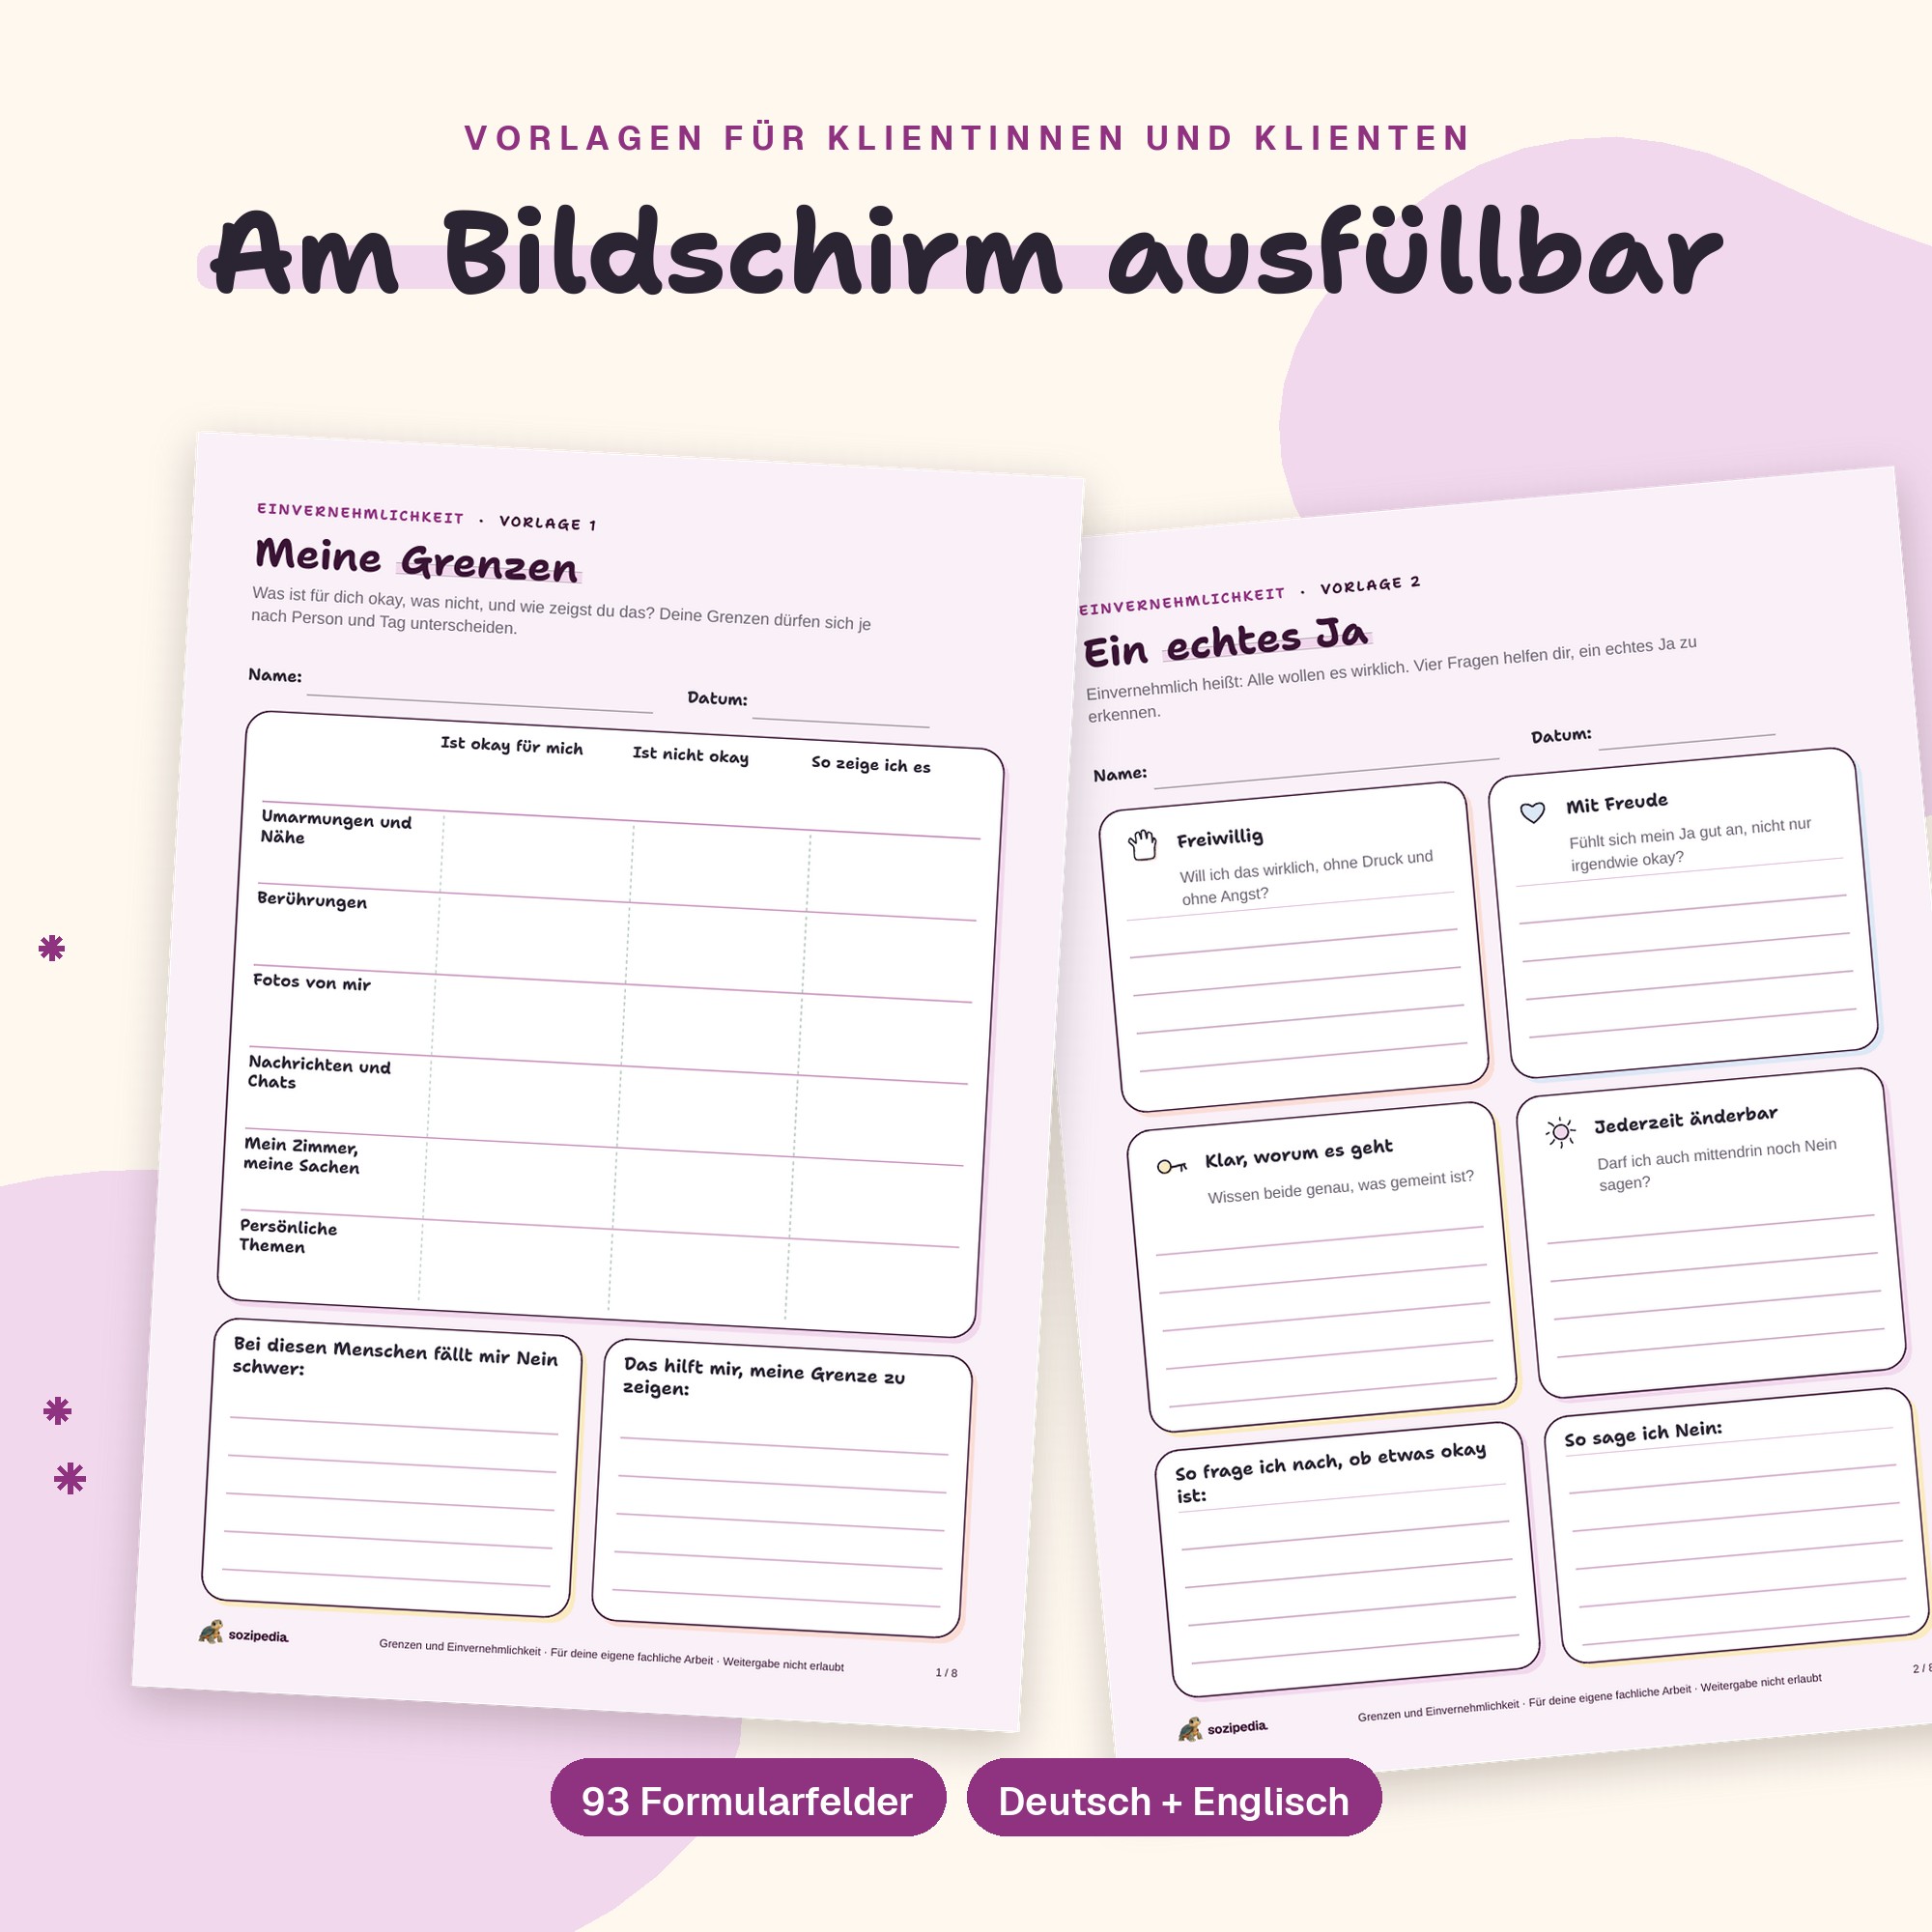 VORLAGEN FÜR KLIENTINNEN UND KLIENTEN
Am Bildschirm ausfüllbar
EINVERNEHMLICHKEIT · VORLAGE 1
Meine Grenzen
Was ist für dich okay, was nicht, und wie zeigst du das? Deine Grenzen dürfen sich je
nach Person und Tag unterscheiden.
Name:
Datum:
Ist okay für mich
Ist nicht okay
So zeige ich es
Umarmungen und
Nähe
Berührungen
Fotos von mir
Nachrichten und
Chats
Mein Zimmer,
meine Sachen
Persönliche
Themen
Bei diesen Menschen fällt mir Nein
schwer:
Das hilft mir, meine Grenze zu
zeigen:
sozipedia.
Grenzen und Einvernehmlichkeit · Für deine eigene fachliche Arbeit · Weitergabe nicht erlaubt
1 / 8
EINVERNEHMLICHKEIT · VORLAGE 2
Ein echtes Ja
Einvernehmlich heißt: Alle wollen es wirklich. Vier Fragen helfen dir, ein echtes Ja zu
erkennen.
Name:
Datum:
Freiwillig
Will ich das wirklich, ohne Druck und
ohne Angst?
Mit Freude
Fühlt sich mein Ja gut an, nicht nur
irgendwie okay?
Klar, worum es geht
Wissen beide genau, was gemeint ist?
Jederzeit änderbar
Darf ich auch mittendrin noch Nein
sagen?
So frage ich nach, ob etwas okay
ist:
So sage ich Nein:
sozipedia.
Grenzen und Einvernehmlichkeit · Für deine eigene fachliche Arbeit · Weitergabe nicht erlaubt
2 / 8
93 Formularfelder
Deutsch + Englisch